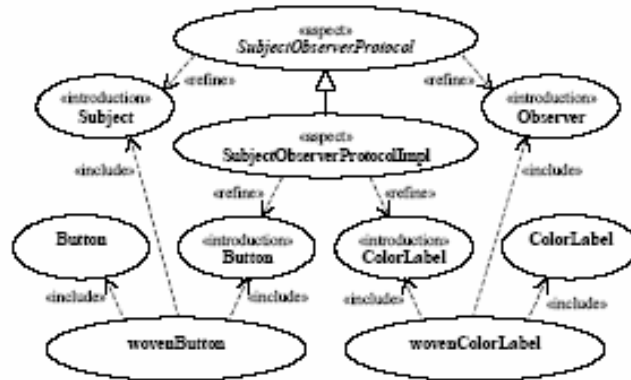 «aspect»
SubjectObserverProtocol
«refine»
«refine»
«introduction»
Subject
«introduction»
Observer
«aspect»
SubjectObserverProtocolImpl
«include»
«include»
«refine»
«refine»
Button
«introduction»
Button
«introduction»
ColorLabel
ColorLabel
«include»
«include»
«include»
«include»
wovenButton
wovenColorLabel